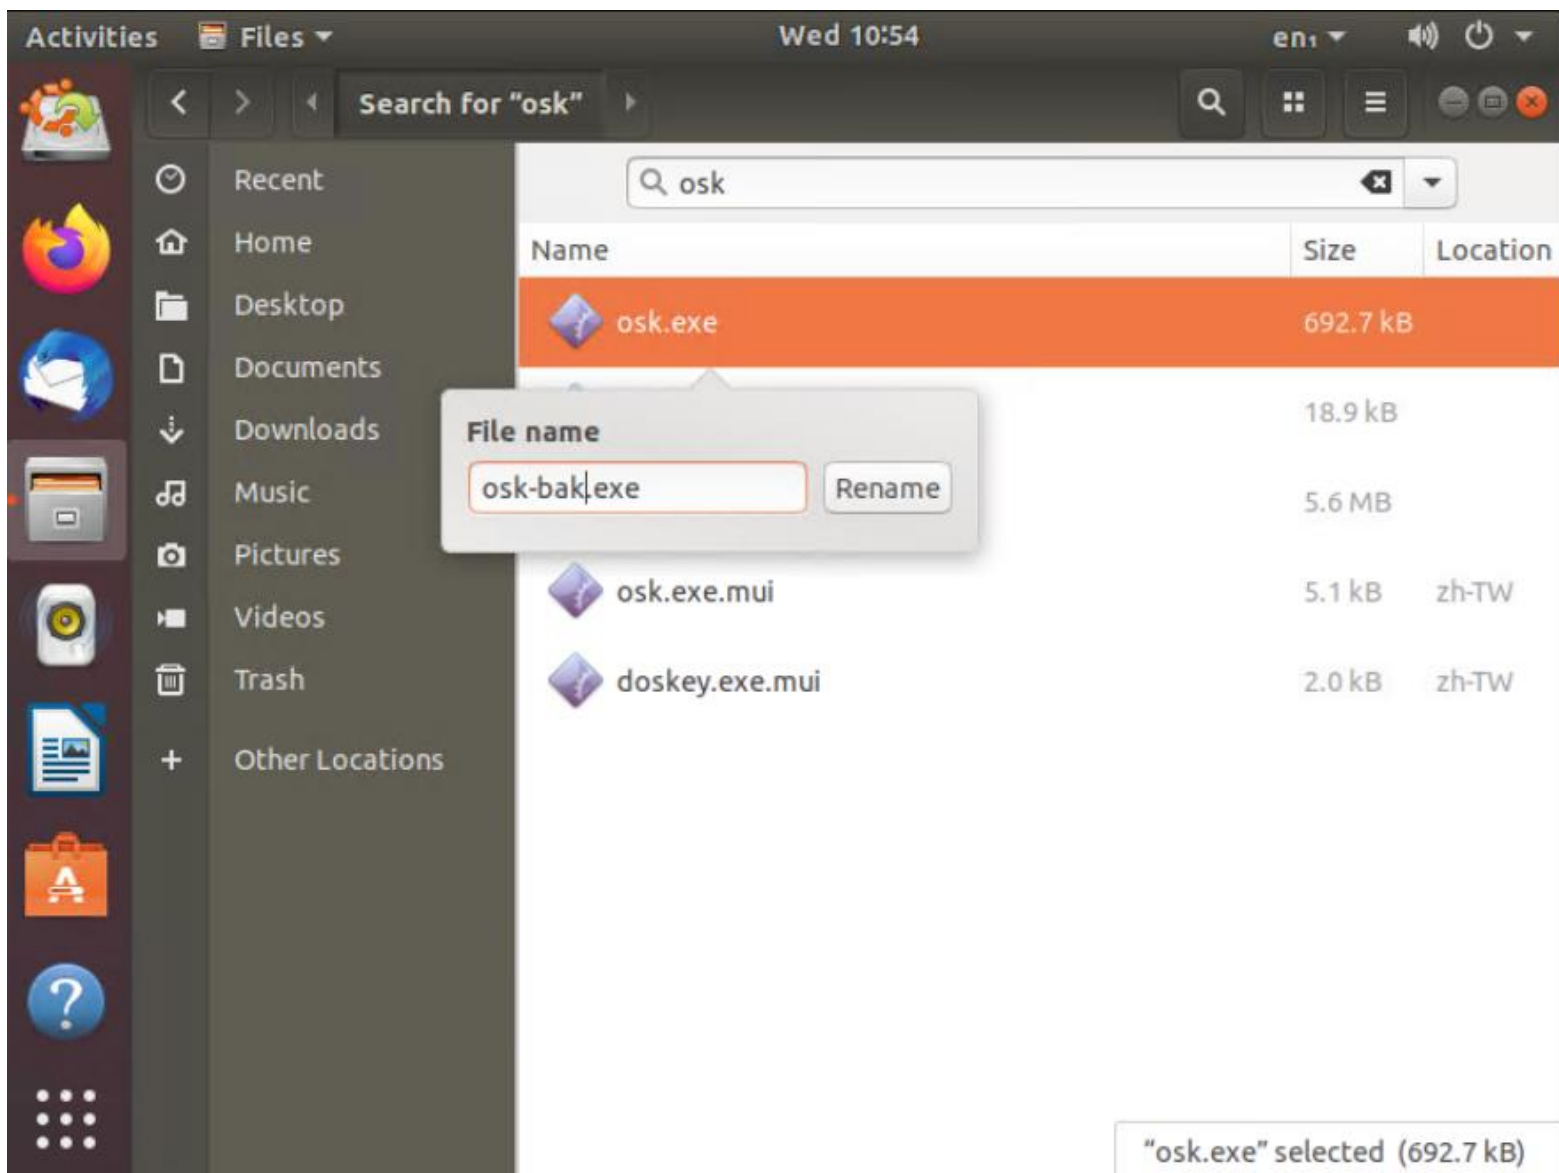 Activities Files Wed 10:54 en₁
Search for “osk”
Recent
Home
Desktop
Documents
Downloads
Music
Pictures
Videos
Trash
Other Locations
osk
Name Size Location
osk.exe 692.7 kB
18.9 kB
File name
osk-bak.exe Rename
5.6 MB
osk.exe.mui 5.1 kB zh-TW
doskey.exe.mui 2.0 kB zh-TW
“osk.exe” selected (692.7 kB)